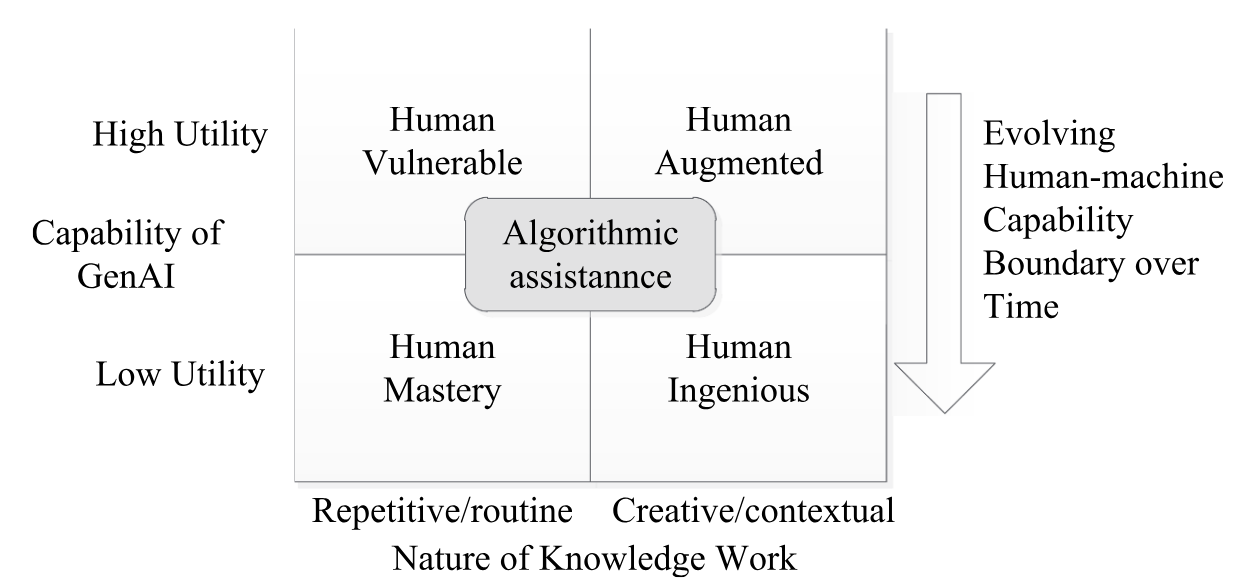 High Utility
Capability of
GenAI
Low Utility
Human
Vulnerable
Human
Augmented
Algorithmic
assistannce
Human
Mastery
Human
Ingenious
Evolving
Human-machine
Capability
Boundary over
Time
Repetitive/routine
Creative/contextual
Nature of Knowledge Work